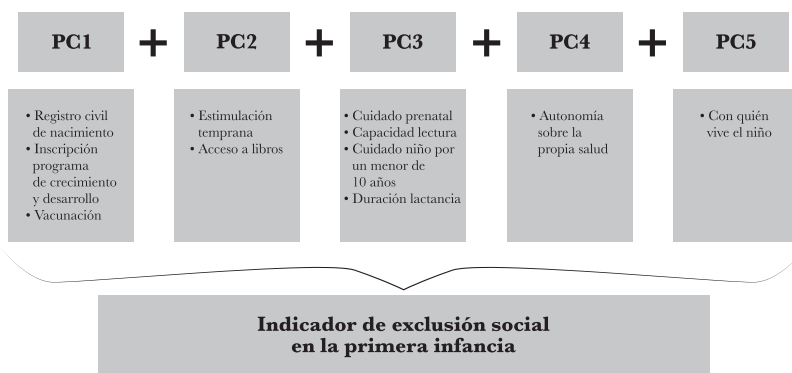 PC1 + PC2 + PC3 + PC4 + PC5
• Registro civil
de nacimiento
• Inscripción
programa
de crecimiento
y desarrollo
• Vacunación
• Estimulación
temprana
• Acceso a libros
• Cuidado prenatal
• Capacidad lectura
• Cuidado niño por
un menor de
10 años
• Duración lactancia
• Autonomía
sobre la
propia salud
• Con quién
vive el niño
Indicador de exclusión social
en la primera infancia